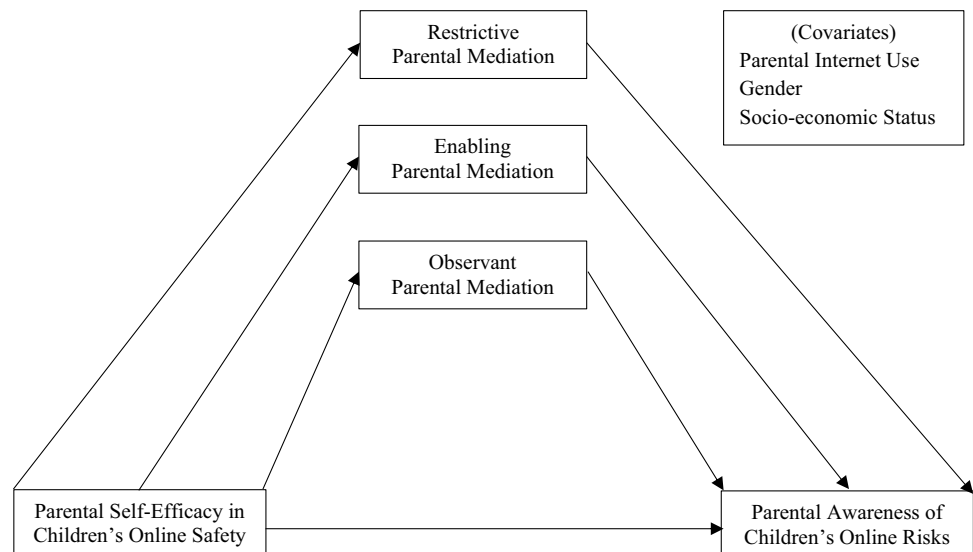 Restrictive
Parental Mediation
(Covariates)
Parental Internet Use
Gender
Socio-economic Status
Enabling
Parental Mediation
Observant
Parental Mediation
Parental Self-Efficacy in
Children’s Online Safety
Parental Awareness of
Children’s Online Risks